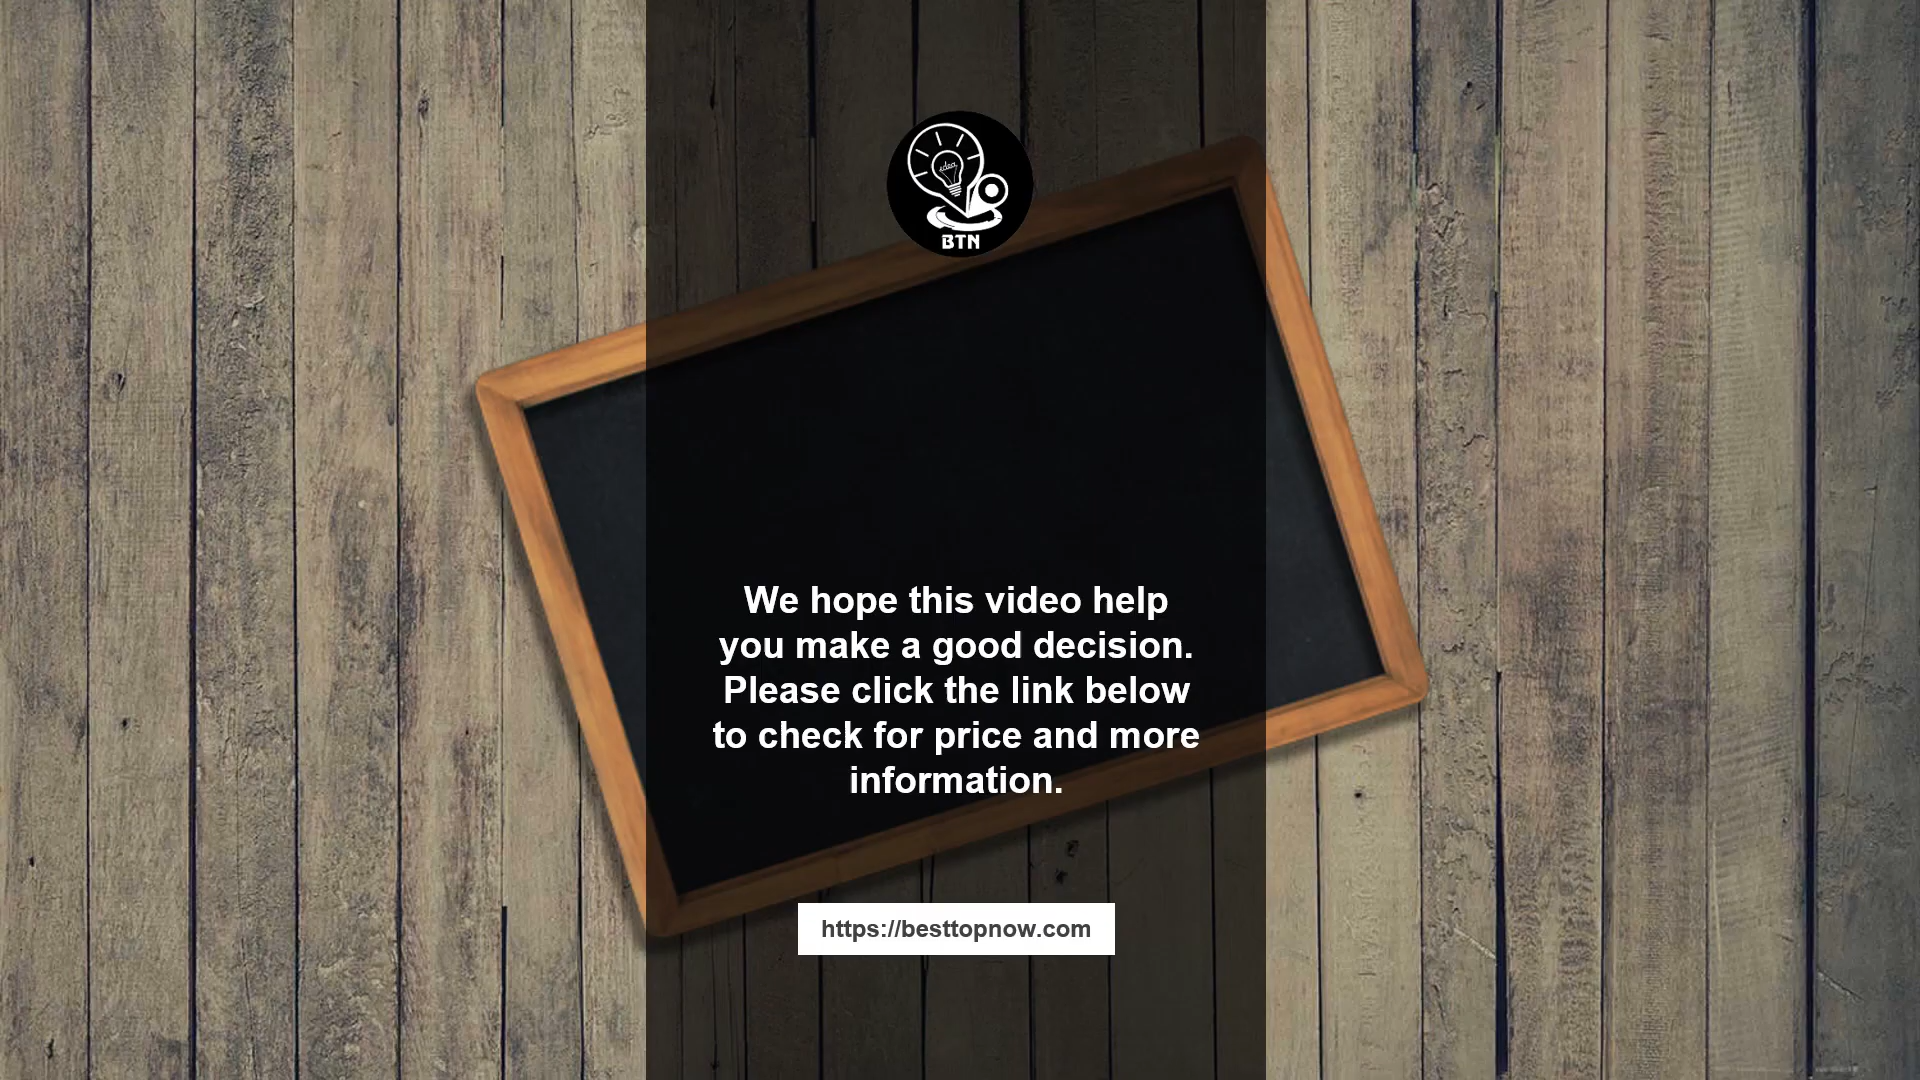 idea
BTN
We hope this video help
you make a good decision.
Please click the link below
to check for price and more
information.
https://besttopnow.com